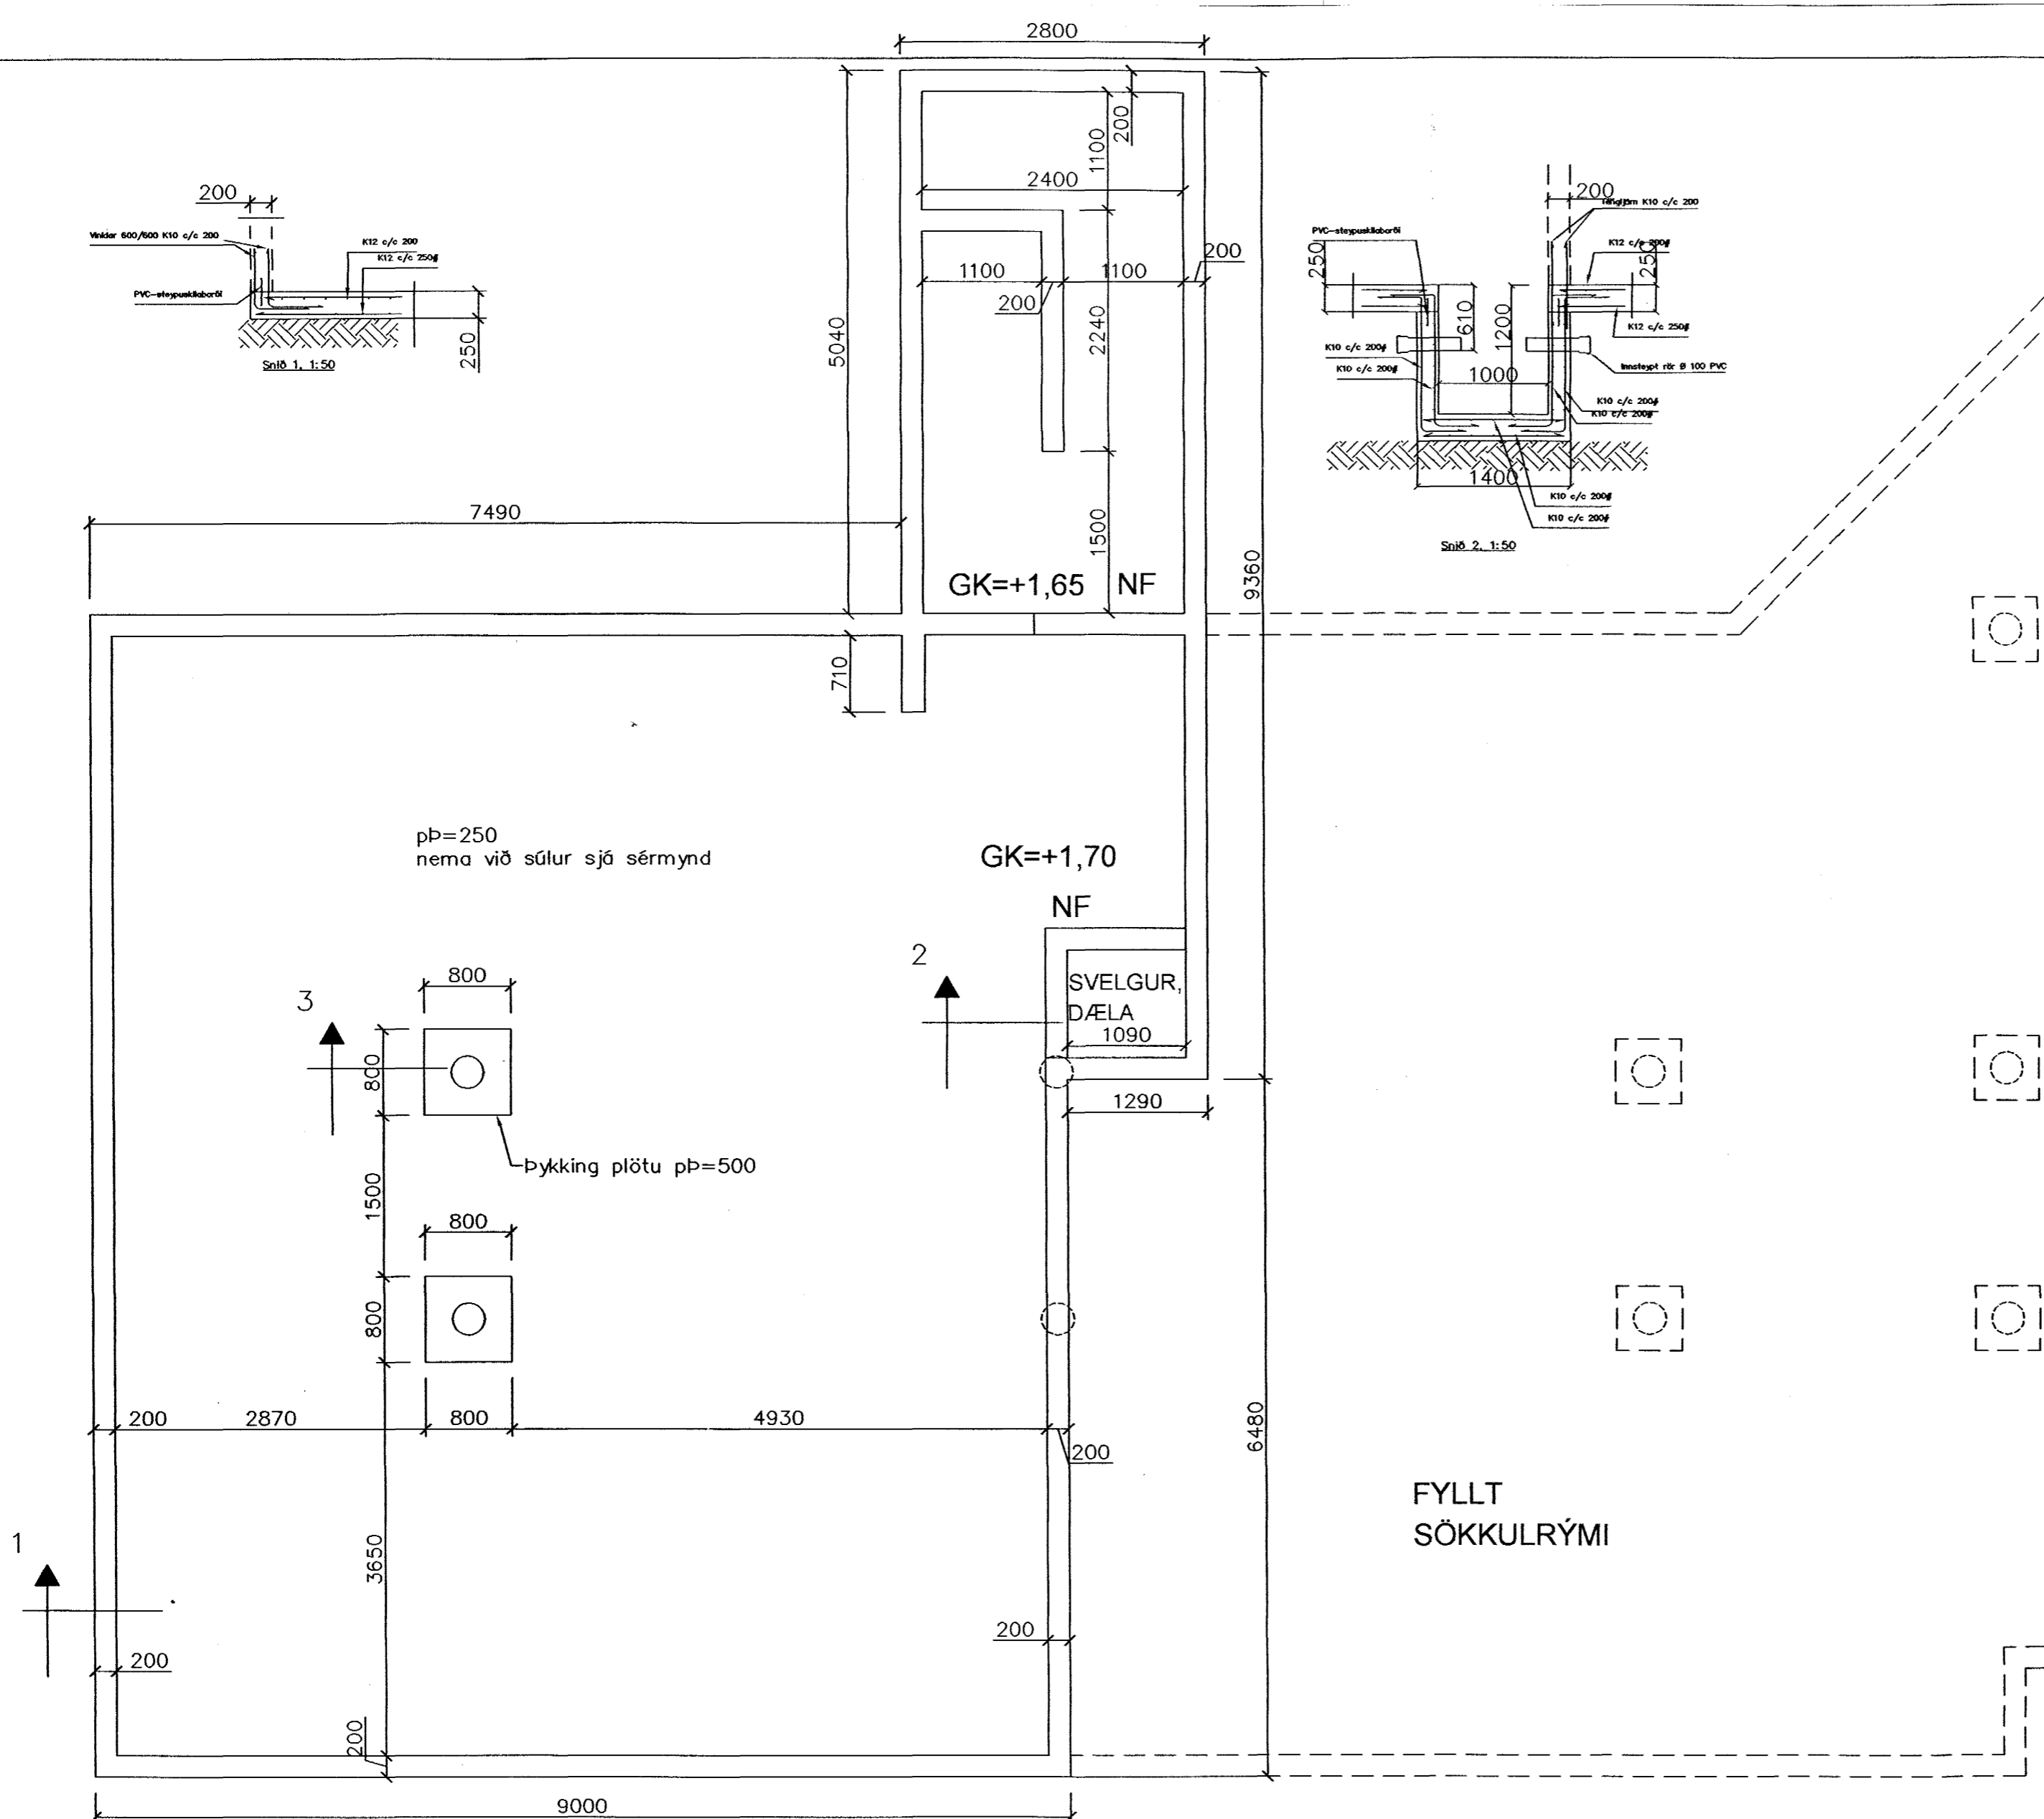 2800
200
1100
2400
200
Vinklar 600/600 K10 c/c 200
K12 c/c 200
K12 c/c 250#
PVC-steypuskilaborði
250
Snið 1, 1:50
5040
1100
200
1100
200
2240
1500
200
Tengijárn K10 c/c 200
PVC-steypuskilaborði
K12 c/c 200#
250
250
610
1200
K12 c/c 250#
K10 c/c 200#
K10 c/c 200#
1000
Innsteypt rör Ø 100 PVC
K10 c/c 200#
K10 c/c 200#
1400
K10 c/c 200#
K10 c/c 200#
Snið 2, 1:50
7490
9360
GK=+1,65 NF
710
pÞ=250
nema við súlur sjá sérmynd
GK=+1,70
NF
2
SVELGUR,
DÆLA
1090
1290
3
800
800
Þykking plötu pÞ=500
1500
800
800
200
2870
800
4930
200
6480
FYLLT
SÖKKULRÝMI
1
3650
200
200
200
9000